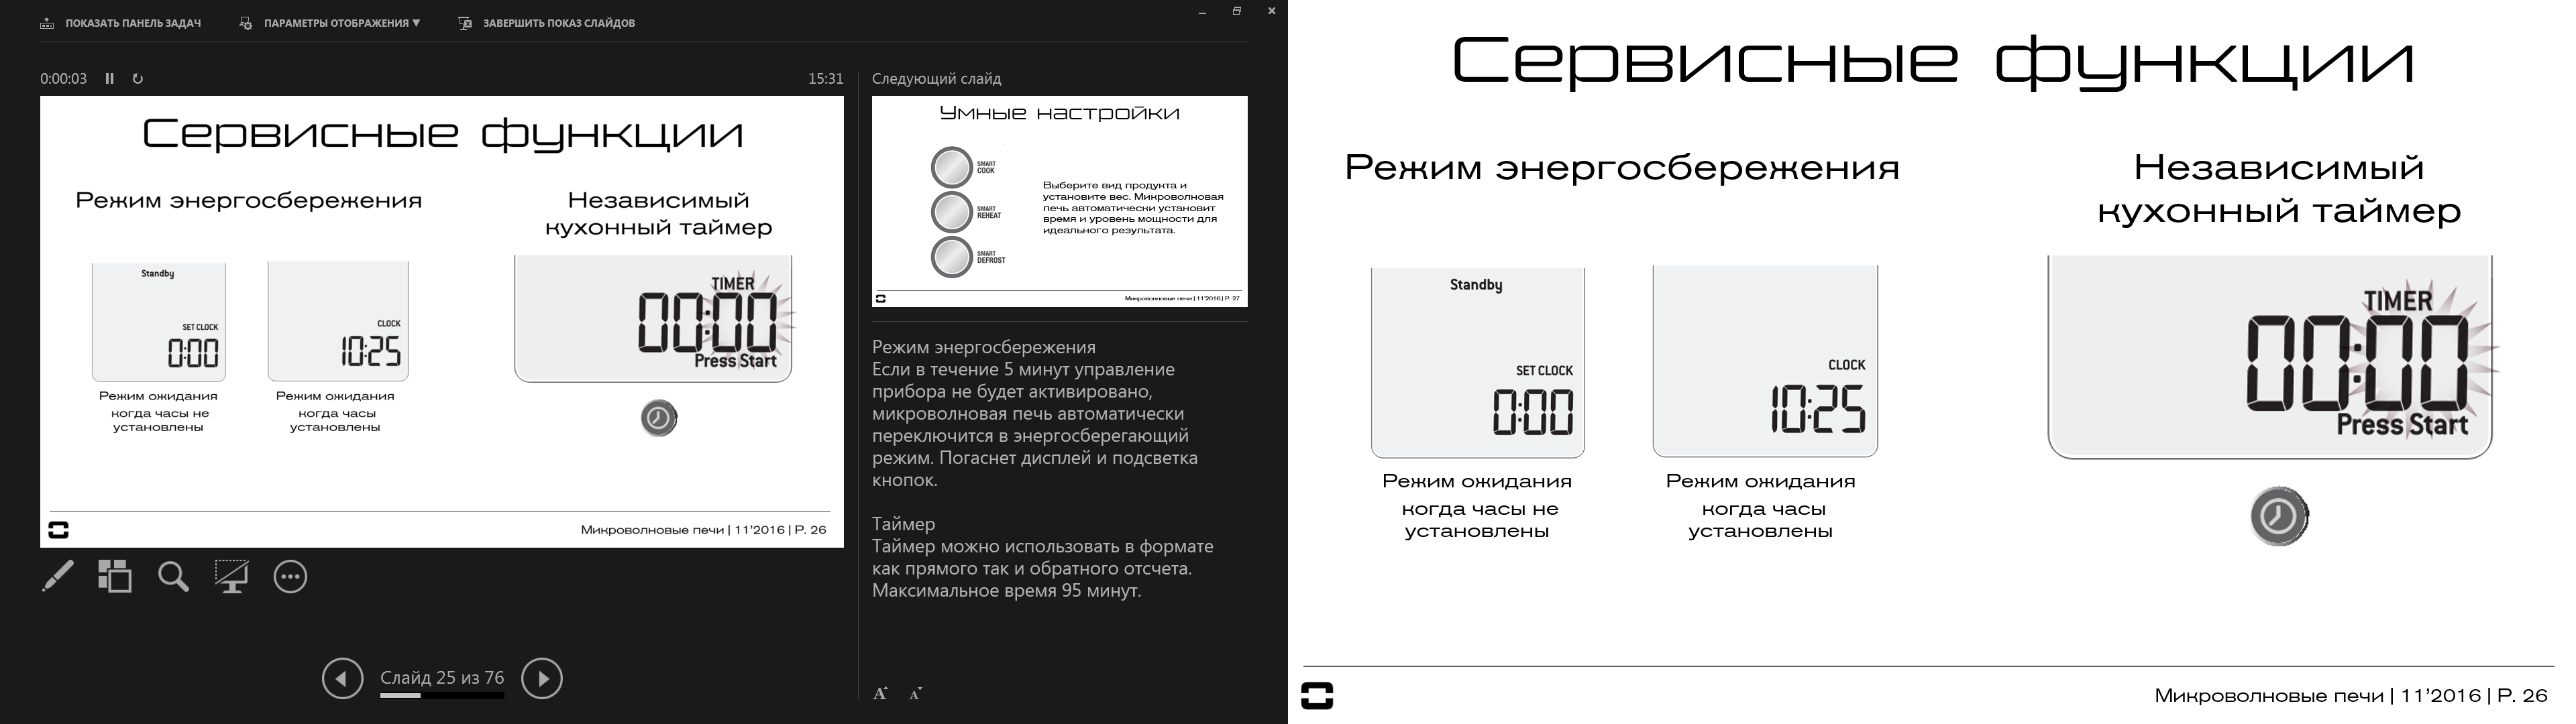 ПОКАЗАТЬ ПАНЕЛЬ ЗАДАЧ
ПАРАМЕТРЫ ОТОБРАЖЕНИЯ ▼
ЗАВЕРШИТЬ ПОКАЗ СЛАЙДОВ
0:00:03
15:31
Сервисные функции
Режим энергосбережения
Независимый
кухонный таймер
Standby
SET CLOCK
0:00
CLOCK
10:25
TIMER
00:00
Press Start
Режим ожидания
когда часы не
установлены
Режим ожидания
когда часы
установлены
Микроволновые печи | 11’2016 | P. 26
Слайд 25 из 76
Следующий слайд
Умные настройки
SMART
COOK
SMART
REHEAT
SMART
DEFROST
Выберите вид продукта и
установите вес. Микроволновая
печь автоматически установит
время и уровень мощности для
идеального результата.
Микроволновые печи | 11’2016 | P. 27
Режим энергосбережения
Если в течение 5 минут управление
прибора не будет активировано,
микроволновая печь автоматически
переключится в энергосберегающий
режим. Погаснет дисплей и подсветка
кнопок.
Таймер
Таймер можно использовать в формате
как прямого так и обратного отсчета.
Максимальное время 95 минут.
A A
Сервисные функции
Режим энергосбережения
Независимый
кухонный таймер
Standby
SET CLOCK
0:00
CLOCK
10:25
TIMER
00:00
Press Start
Режим ожидания
когда часы не
установлены
Режим ожидания
когда часы
установлены
Микроволновые печи | 11’2016 | P. 26